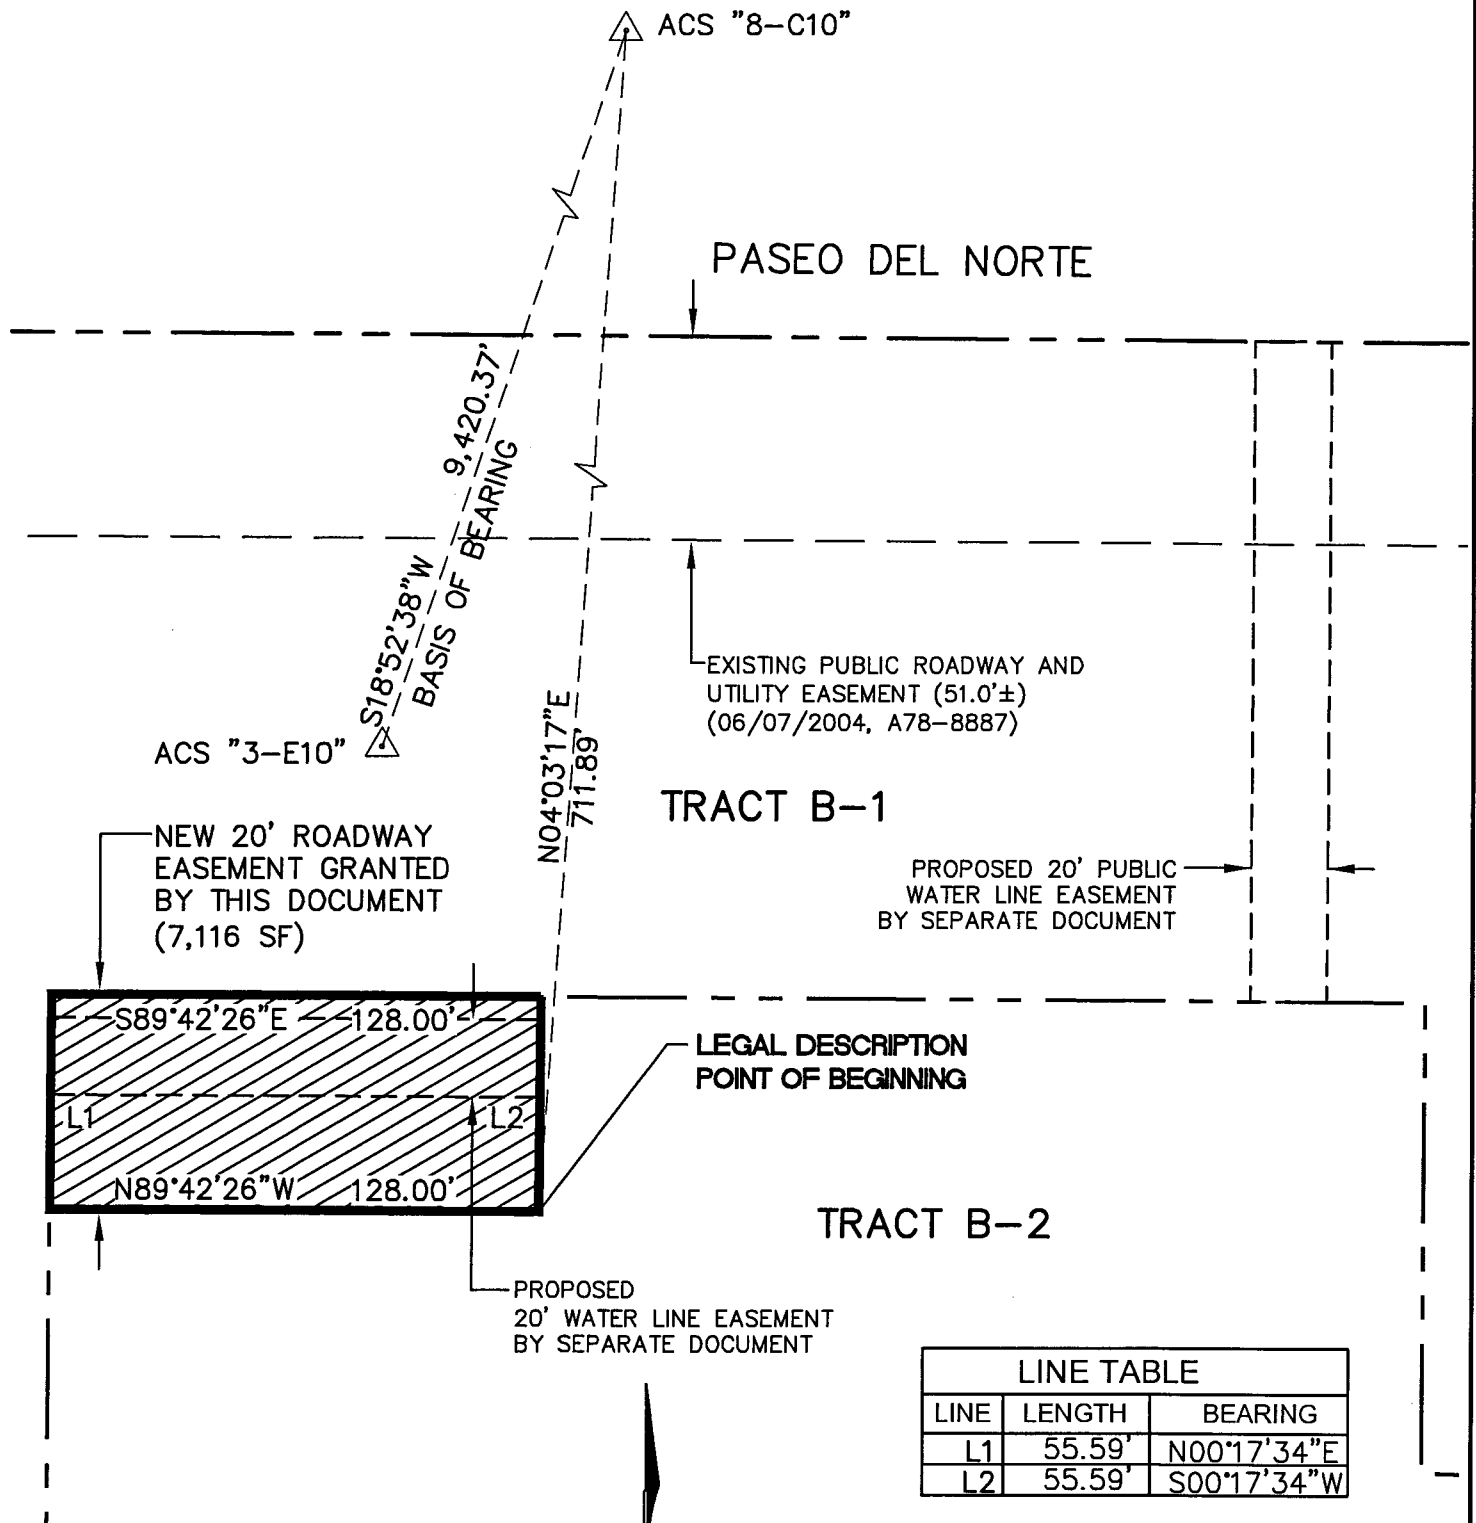 ACS "8-C10"
PASEO DEL NORTE
9,420.37'
S18°52'38"W
BASIS OF BEARING
EXISTING PUBLIC ROADWAY AND
UTILITY EASEMENT (51.0'±)
(06/07/2004, A78-8887)
ACS "3-E10"
N04°03'17"E
711.89'
TRACT B-1
NEW 20' ROADWAY
EASEMENT GRANTED
BY THIS DOCUMENT
(7,116 SF)
PROPOSED 20' PUBLIC
WATER LINE EASEMENT
BY SEPARATE DOCUMENT
S89°42'26"E 128.00'
LEGAL DESCRIPTION
POINT OF BEGINNING
L1
L2
N89°42'26"W 128.00'
TRACT B-2
PROPOSED
20' WATER LINE EASEMENT
BY SEPARATE DOCUMENT
LINE TABLE
LINE LENGTH BEARING
L1 55.59' N00°17'34"E
L2 55.59' S00°17'34"W